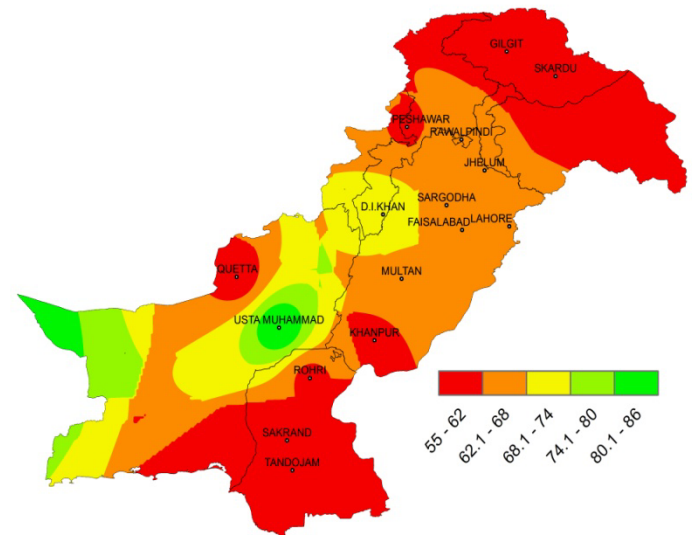 GILGIT
SKARDU
PESHAWAR
RAWALPINDI
JHELUM
D.I.KHAN
SARGODHA
FAISALABAD
LAHORE
QUETTA
MULTAN
USTA MUHAMMAD
KHANPUR
ROHRI
SAKRAND
TANDOJAM
55 - 62
62.1 - 68
68.1 - 74
74.1 - 80
80.1 - 86